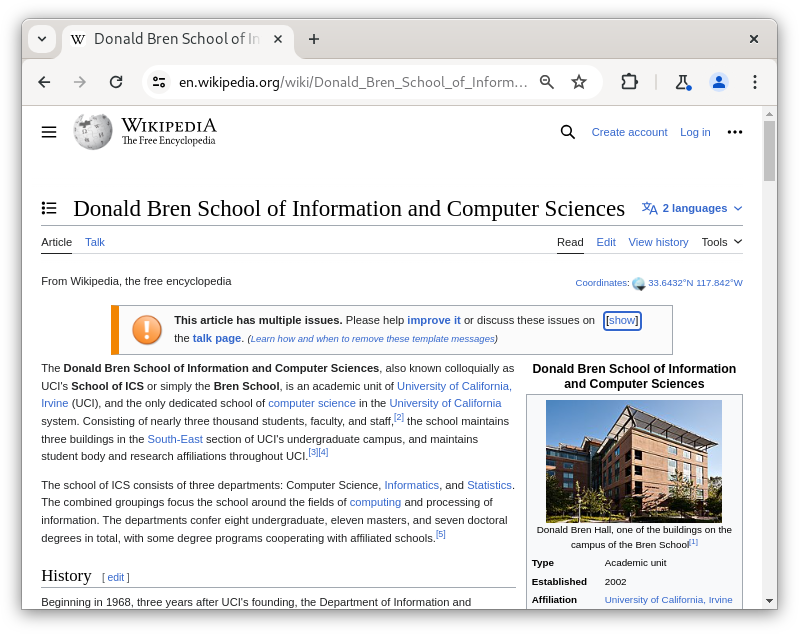 Donald Bren School of In
en.wikipedia.org/wiki/Donald_Bren_School_of_Inform…
WIKIPEDIA
The Free Encyclopedia
Create account Log in
Donald Bren School of Information and Computer Sciences
2 languages
Article Talk Read Edit View history Tools
From Wikipedia, the free encyclopedia
Coordinates: 33.6432°N 117.842°W
This article has multiple issues. Please help improve it or discuss these issues on
the talk page. (Learn how and when to remove these template messages)
[show]
The Donald Bren School of Information and Computer Sciences, also known colloquially as
UCI's School of ICS or simply the Bren School, is an academic unit of University of California,
Irvine (UCI), and the only dedicated school of computer science in the University of California
system. Consisting of nearly three thousand students, faculty, and staff,[2] the school maintains
three buildings in the South-East section of UCI's undergraduate campus, and maintains
student body and research affiliations throughout UCI.[3][4]
The school of ICS consists of three departments: Computer Science, Informatics, and Statistics.
The combined groupings focus the school around the fields of computing and processing of
information. The departments confer eight undergraduate, eleven masters, and seven doctoral
degrees in total, with some degree programs cooperating with affiliated schools.[5]
History [ edit ]
Beginning in 1968, three years after UCI's founding, the Department of Information and
Donald Bren School of Information
and Computer Sciences
Donald Bren Hall, one of the buildings on the
campus of the Bren School[1]
Type Academic unit
Established 2002
Affiliation University of California, Irvine